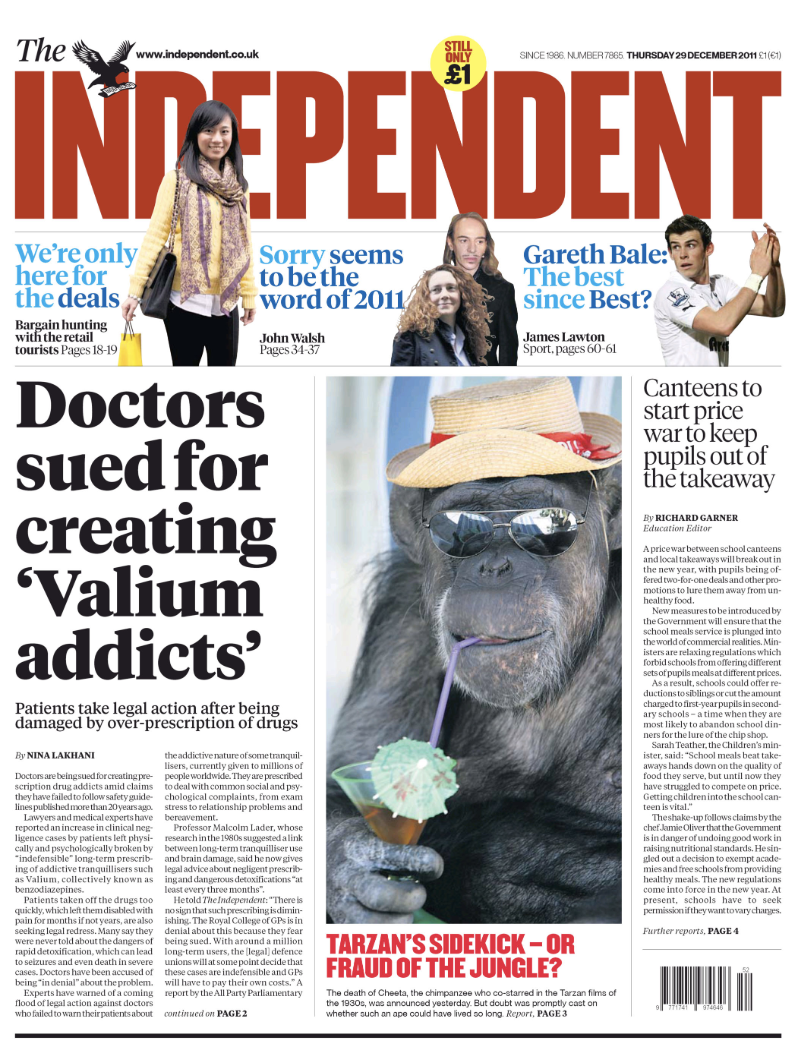 The
www.independent.co.uk
STILL
ONLY
£1
SINCE 1986. NUMBER 7865. THURSDAY 29 DECEMBER 2011 £1 (€1)
INDEPENDENT
We're only
here for
the deals
Bargain hunting
with the retail
tourists Pages 18-19
Sorry seems
to be the
word of 2011
John Walsh
Pages 34-37
Gareth Bale:
The best
since Best?
James Lawton
Sport, pages 60-61
Doctors
sued for
creating
‘Valium
addicts’
Patients take legal action after being
damaged by over-prescription of drugs
By NINA LAKHANI
Doctors are being sued for creating pre-
scription drug addicts amid claims
they have failed to follow safety guide-
lines published more than 20 years ago.
Lawyers and medical experts have
reported an increase in clinical neg-
ligence cases by patients left physi-
cally and psychologically broken by
“indefensible” long-term prescrib-
ing of addictive tranquillisers such
as Valium, collectively known as
benzodiazepines.
Patients taken off the drugs too
quickly, which left them disabled with
pain for months if not years, are also
seeking legal redress. Many say they
were never told about the dangers of
rapid detoxification, which can lead
to seizures and even death in severe
cases. Doctors have been accused of
being “in denial” about the problem.
Experts have warned of a coming
flood of legal action against doctors
who failed to warn their patients about
the addictive nature of some tranquil-
lisers, currently given to millions of
people worldwide. They are prescribed
to deal with common social and psy-
chological complaints, from exam
stress to relationship problems and
bereavement.
Professor Malcolm Lader, whose
research in the 1980s suggested a link
between long-term tranquilliser use
and brain damage, said he now gives
legal advice about negligent prescrib-
ing and dangerous detoxifications “at
least every three months”.
He told The Independent: “There is
no sign that such prescribing is dimin-
ishing. The Royal College of GPs is in
denial about this because they fear
being sued. With around a million
long-term users, the [legal] defence
unions will at some point decide that
these cases are indefensible and GPs
will have to pay their own costs.” A
report by the All Party Parliamentary
continued on PAGE 2
TARZAN'S SIDEKICK – OR
FRAUD OF THE JUNGLE?
The death of Cheeta, the chimpanzee who co-starred in the Tarzan films of
the 1930s, was announced yesterday. But doubt was promptly cast on
whether such an ape could have lived so long. Report, PAGE 3
Canteens to
start price
war to keep
pupils out of
the takeaway
By RICHARD GARNER
Education Editor
A price war between school canteens
and local takeaways will break out in
the new year, with pupils being of-
fered two-for-one deals and other pro-
motions to lure them away from un-
healthy food.
New measures to be introduced by
the Government will ensure that the
school meals service is plunged into
the world of commercial realities. Min-
isters are relaxing regulations which
forbid schools from offering different
sets of pupils meals at different prices.
As a result, schools could offer re-
ductions to siblings or cut the amount
charged to first-year pupils in second-
ary schools – a time when they are
most likely to abandon school din-
ners for the lure of the chip shop.
Sarah Teather, the Children's min-
ister, said: “School meals beat take-
aways hands down on the quality of
food they serve, but until now they
have struggled to compete on price.
Getting children into the school can-
teen is vital.”
The shake-up follows claims by the
chef Jamie Oliver that the Government
is in danger of undoing good work in
raising nutritional standards. He sin-
gled out a decision to exempt acade-
mies and free schools from providing
healthy meals. The new regulations
come into force in the new year. At
present, schools have to seek
permission if they want to vary charges.
Further reports, PAGE 4
52
9 771741 974646